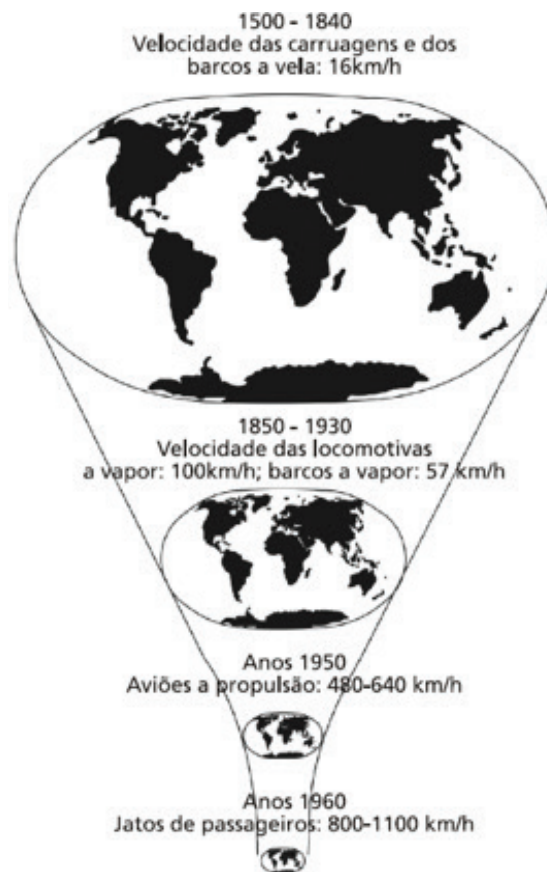 1500 - 1840
Velocidade das carruagens e dos
barcos a vela: 16km/h
1850 - 1930
Velocidade das locomotivas
a vapor: 100km/h; barcos a vapor: 57 km/h
Anos 1950
Aviões a propulsão: 480-640 km/h
Anos 1960
Jatos de passageiros: 800-1100 km/h